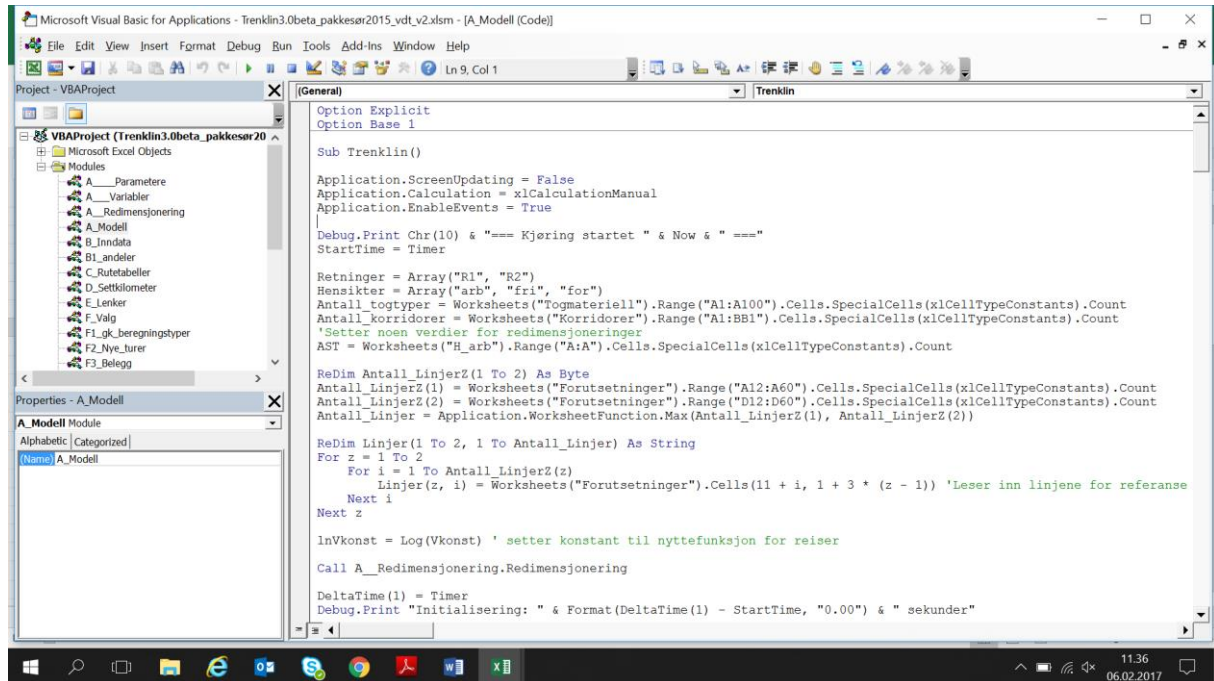 Microsoft Visual Basic for Applications - Trenklin3.0beta_pakkesør2015_vdt_v2.xlsm - [A_Modell (Code)]
File Edit View Insert Format Debug Run Tools Add-Ins Window Help
Ln 9, Col 1
Project - VBAProject
VBAProject (Trenklin3.0beta_pakkesør20
Microsoft Excel Objects
Modules
A____Parametere
A___Variabler
A__Redimensjonering
A_Modell
B_Inndata
B1_andeler
C_Rutetabeller
D_Settkilometer
E_Lenker
F_Valg
F1_gk_beregningstyper
F2_Nye_turer
F3_Belegg
Properties - A_Modell
A_Modell Module
Alphabetic Categorized
(Name) A_Modell
(General) Trenklin
Option Explicit
Option Base 1
Sub Trenklin()
Application.ScreenUpdating = False
Application.Calculation = xlCalculationManual
Application.EnableEvents = True
Debug.Print Chr(10) & "=== Kjøring startet " & Now & " ==="
StartTime = Timer
Retninger = Array("R1", "R2")
Hensikter = Array("arb", "fri", "for")
Antall_togtyper = Worksheets("Togmateriell").Range("A1:A100").Cells.SpecialCells(xlCellTypeConstants).Count
Antall_korridorer = Worksheets("Korridorer").Range("A1:BB1").Cells.SpecialCells(xlCellTypeConstants).Count
'Setter noen verdier for redimensjoneringer
AST = Worksheets("H_arb").Range("A:A").Cells.SpecialCells(xlCellTypeConstants).Count
ReDim Antall_LinjerZ(1 To 2) As Byte
Antall_LinjerZ(1) = Worksheets("Forutsetninger").Range("A12:A60").Cells.SpecialCells(xlCellTypeConstants).Count
Antall_LinjerZ(2) = Worksheets("Forutsetninger").Range("D12:D60").Cells.SpecialCells(xlCellTypeConstants).Count
Antall_Linjer = Application.WorksheetFunction.Max(Antall_LinjerZ(1), Antall_LinjerZ(2))
ReDim Linjer(1 To 2, 1 To Antall_Linjer) As String
For z = 1 To 2
For i = 1 To Antall_LinjerZ(z)
Linjer(z, i) = Worksheets("Forutsetninger").Cells(11 + i, 1 + 3 * (z - 1)) 'Leser inn linjene for referanse
Next i
Next z
lnVkonst = Log(Vkonst) ' setter konstant til nyttefunksjon for reiser
Call A__Redimensjonering.Redimensjonering
DeltaTime(1) = Timer
Debug.Print "Initialisering: " & Format(DeltaTime(1) - StartTime, "0.00") & " sekunder"
11.36
06.02.2017